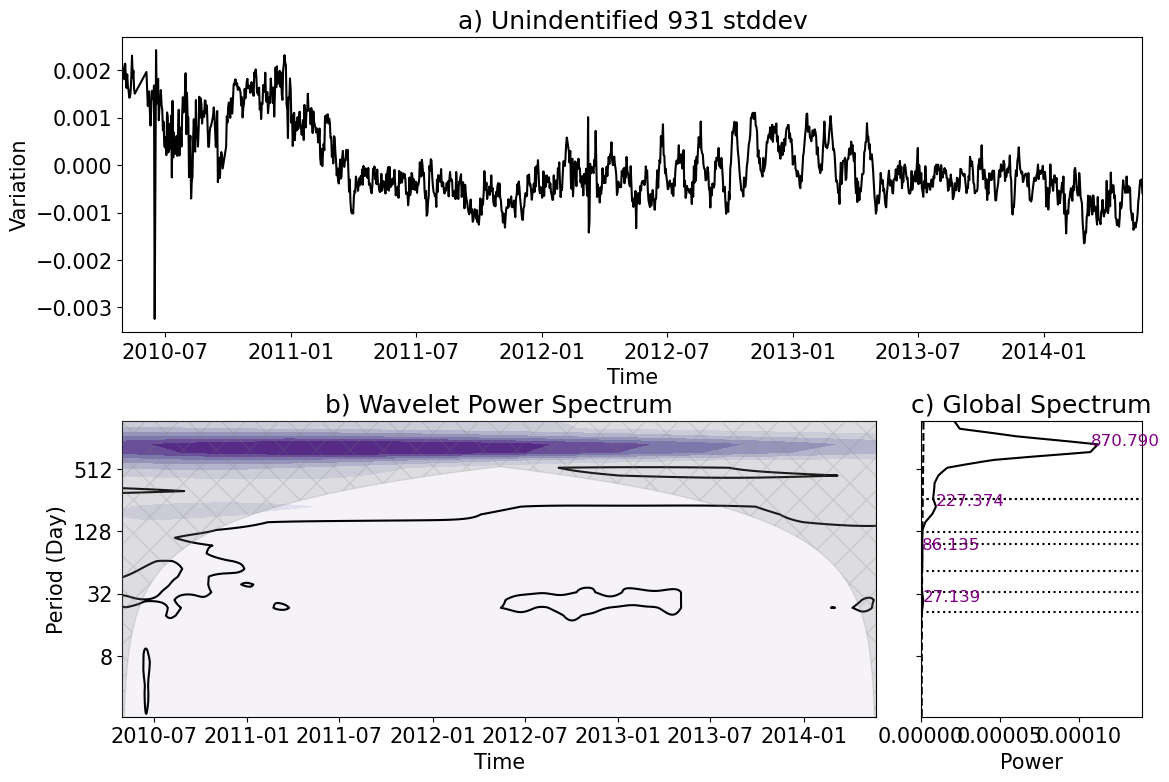 a) Unidentified 931 stddev
Variation
0.002
0.001
0.000
−0.001
−0.002
−0.003
2010-07 2011-01 2011-07 2012-01 2012-07 2013-01 2013-07 2014-01
Time
b) Wavelet Power Spectrum
Period (Day)
512
128
32
8
2010-07 2011-01 2011-07 2012-01 2012-07 2013-01 2013-07 2014-01
Time
c) Global Spectrum
870.790
227.374
86.135
27.139
0.00000 0.00005 0.00010
Power